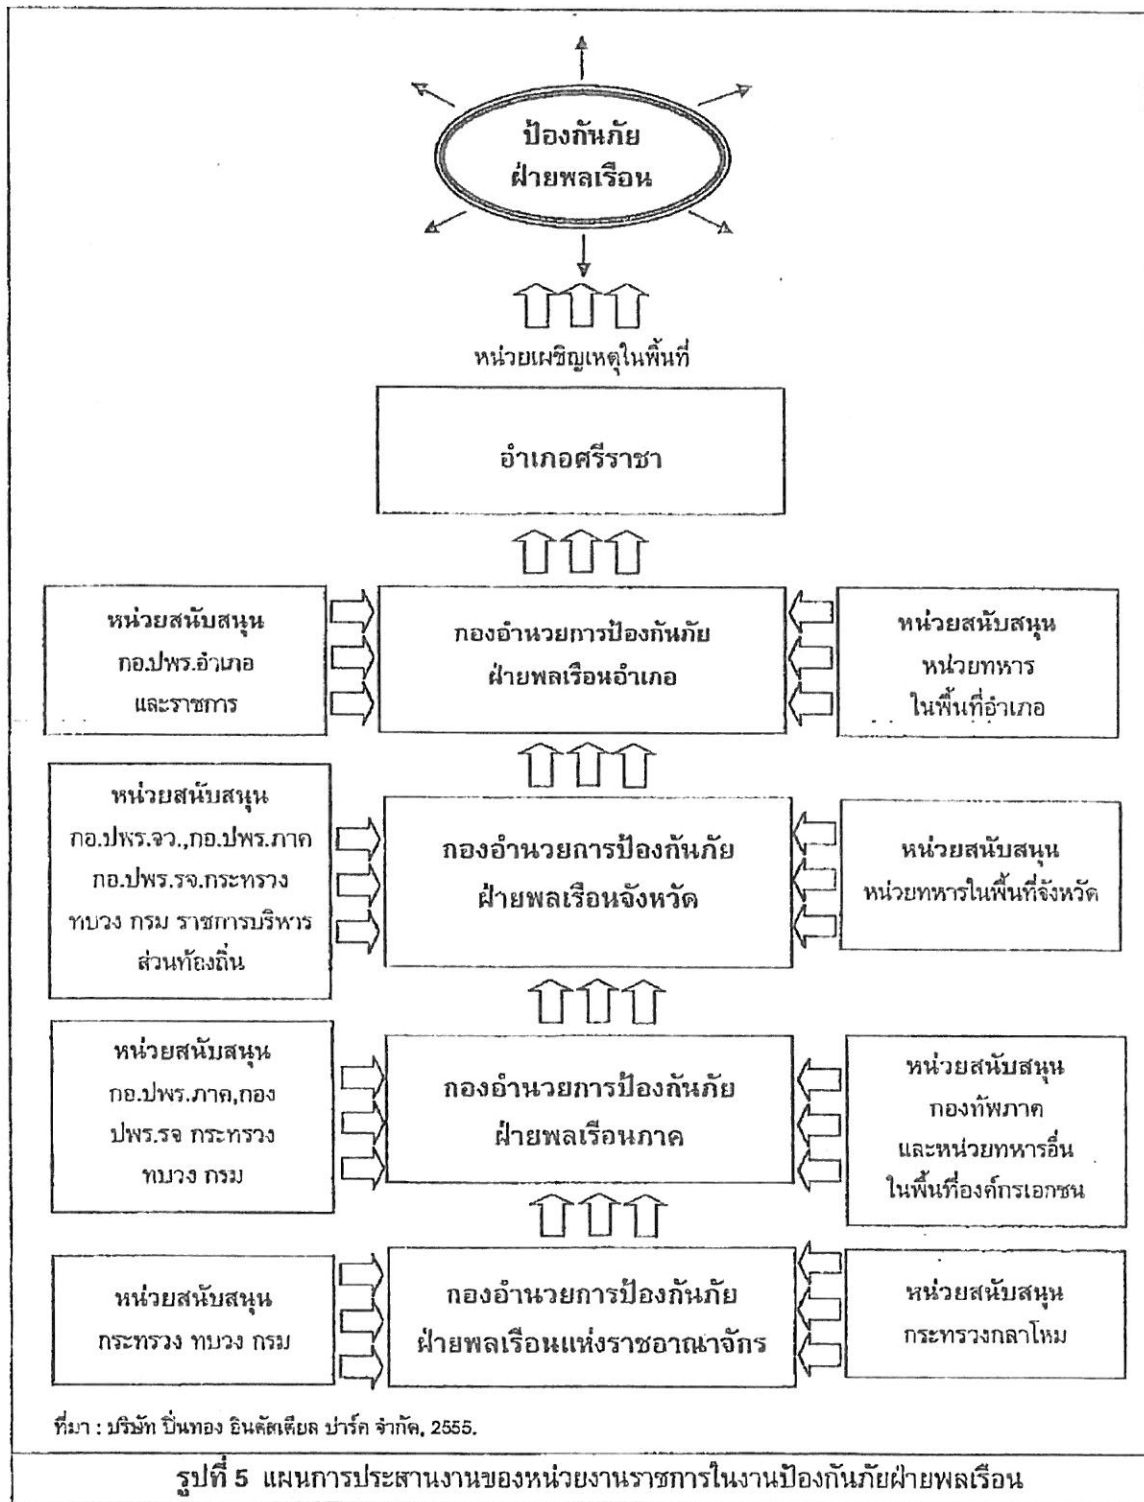 ป้องกันภัย
ฝ่ายพลเรือน
หน่วยเผชิญเหตุในพื้นที่
อำเภอศรีราชา
หน่วยสนับสนุน
กอ.ปพร.อำเภอ
และราชการ
กองอำนวยการป้องกันภัย
ฝ่ายพลเรือนอำเภอ
หน่วยสนับสนุน
หน่วยทหาร
ในพื้นที่อำเภอ
หน่วยสนับสนุน
กอ.ปพร.จว.,กอ.ปพร.ภาค
กอ.ปพร.รจ.กระทรวง
ทบวง กรม ราชการบริหาร
ส่วนท้องถิ่น
กองอำนวยการป้องกันภัย
ฝ่ายพลเรือนจังหวัด
หน่วยสนับสนุน
หน่วยทหารในพื้นที่จังหวัด
หน่วยสนับสนุน
กอ.ปพร.ภาค,กอง
ปพร.รจ กระทรวง
ทบวง กรม
กองอำนวยการป้องกันภัย
ฝ่ายพลเรือนภาค
หน่วยสนับสนุน
กองทัพภาค
และหน่วยทหารอื่น
ในพื้นที่องค์กรเอกชน
หน่วยสนับสนุน
กระทรวง ทบวง กรม
กองอำนวยการป้องกันภัย
ฝ่ายพลเรือนแห่งราชอาณาจักร
หน่วยสนับสนุน
กระทรวงกลาโหม
ที่มา : บริษัท ปิ่นทอง อินดัสเตียล ปาร์ค จำกัด, 2555.
รูปที่ 5 แผนการประสานงานของหน่วยงานราชการในงานป้องกันภัยฝ่ายพลเรือน